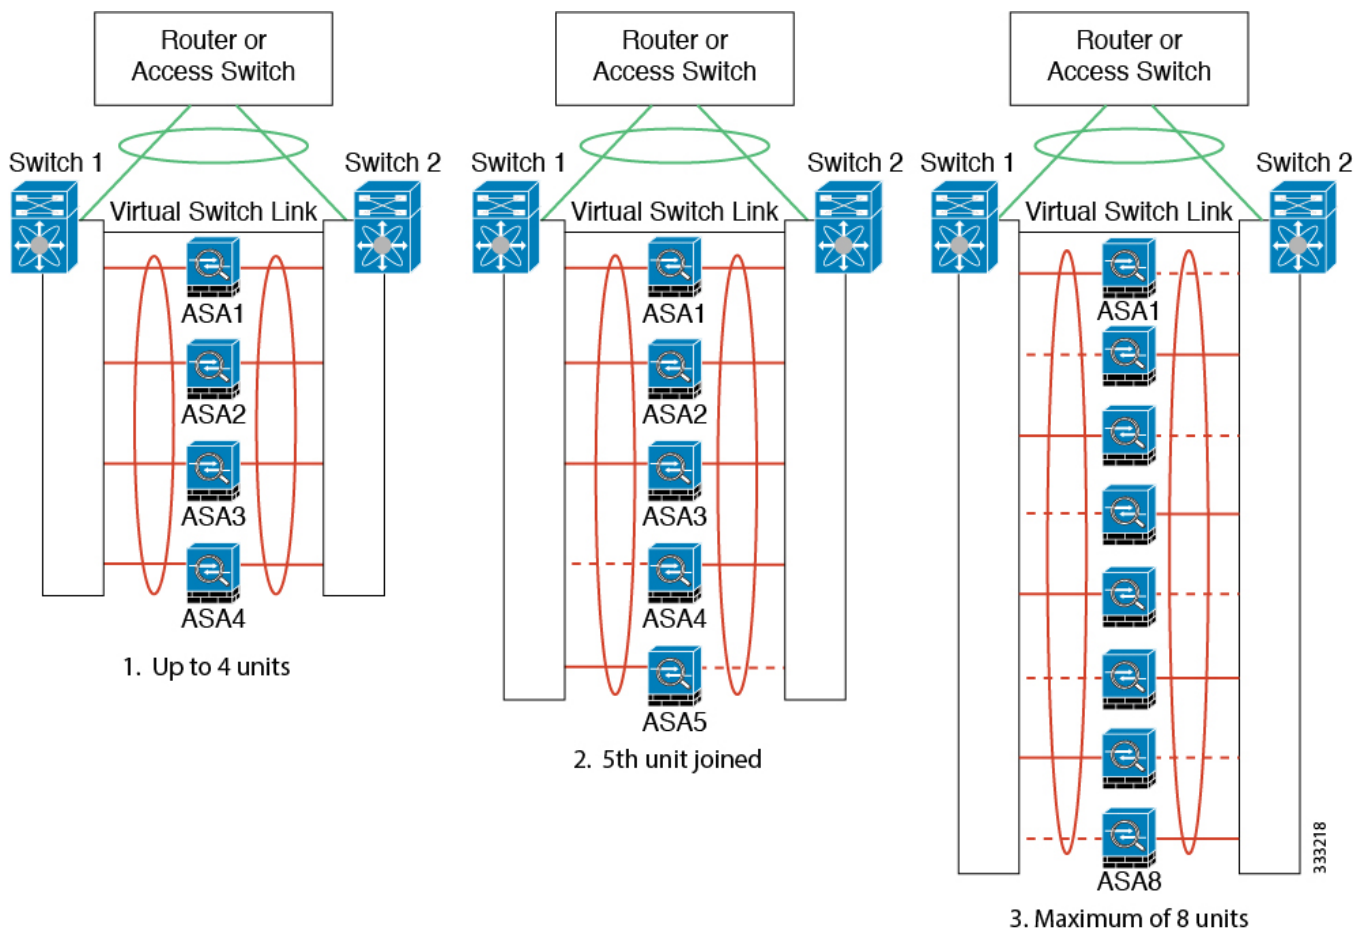 Router or
Access Switch
Switch 1
Switch 2
Virtual Switch Link
ASA1
ASA2
ASA3
ASA4
1. Up to 4 units
Router or
Access Switch
Switch 1
Switch 2
Virtual Switch Link
ASA1
ASA2
ASA3
ASA4
ASA5
2. 5th unit joined
Router or
Access Switch
Switch 1
Switch 2
Virtual Switch Link
ASA1
ASA8
3. Maximum of 8 units
333218